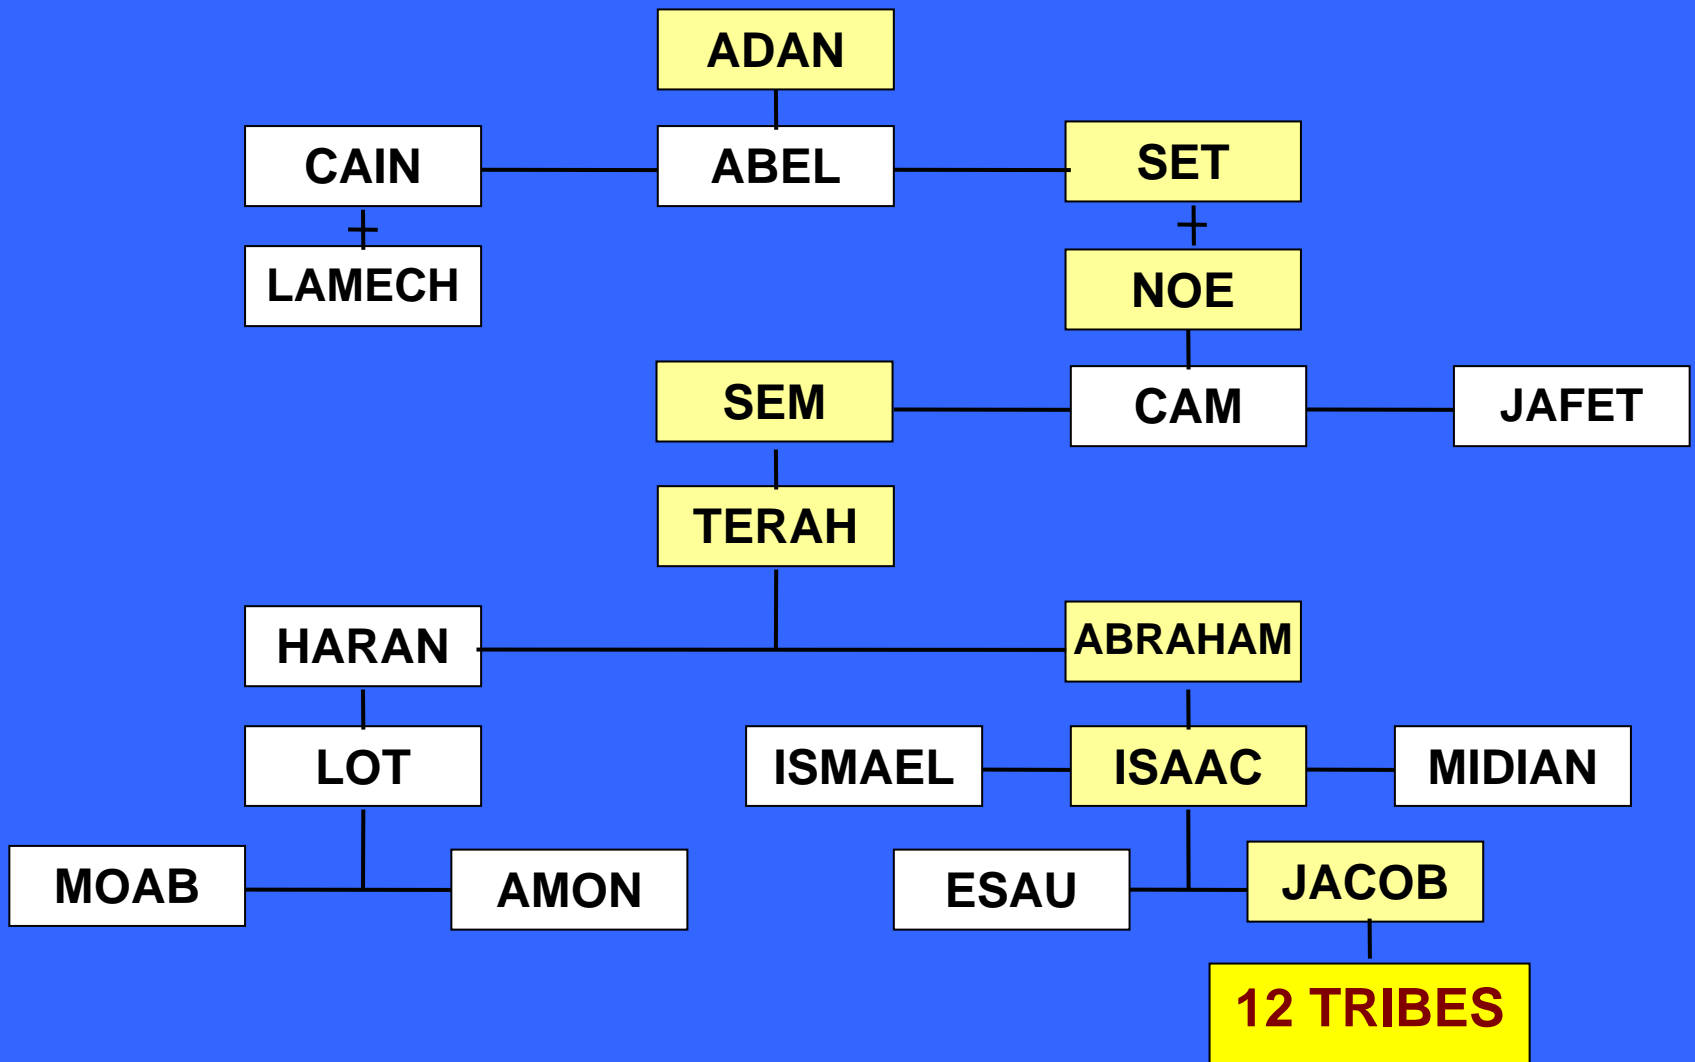 ADAN
CAIN
ABEL
SET
LAMECH
NOE
SEM
CAM
JAFET
TERAH
HARAN
ABRAHAM
LOT
ISMAEL
ISAAC
MIDIAN
MOAB
AMON
ESAU
JACOB
12 TRIBES